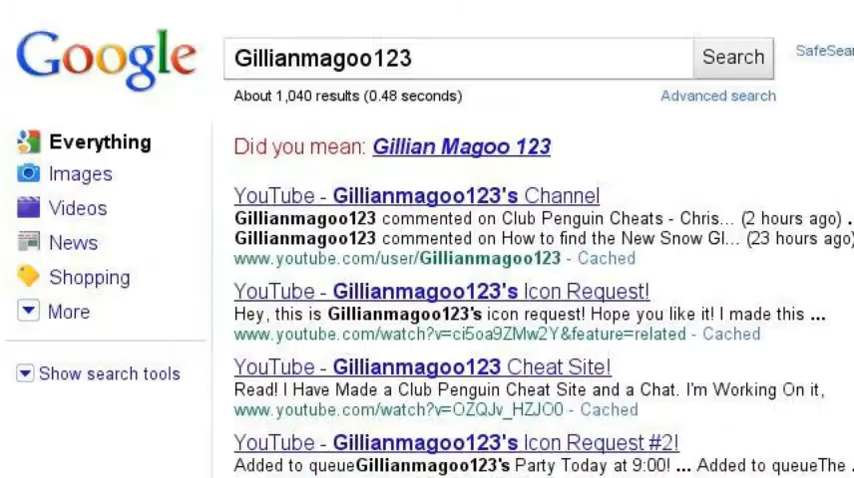 Google
Gillianmagoo123
Search
SafeSear
About 1,040 results (0.48 seconds)
Advanced search
Everything
Images
Videos
News
Shopping
More
Show search tools
Did you mean: Gillian Magoo 123
YouTube - Gillianmagoo123's Channel
Gillianmagoo123 commented on Club Penguin Cheats - Chris... (2 hours ago) .
Gillianmagoo123 commented on How to find the New Snow Gl... (23 hours ago)
www.youtube.com/user/Gillianmagoo123 - Cached
YouTube - Gillianmagoo123's Icon Request!
Hey, this is Gillianmagoo123's icon request! Hope you like it! I made this ...
www.youtube.com/watch?v=ci5oa9ZMw2Y&feature=related - Cached
YouTube - Gillianmagoo123 Cheat Site!
Read! I Have Made a Club Penguin Cheat Site and a Chat. I'm Working On it,
www.youtube.com/watch?v=OZQJv_HZJO0 - Cached
YouTube - Gillianmagoo123's Icon Request #2!
Added to queueGillianmagoo123's Party Today at 9:00! ... Added to queueThe .